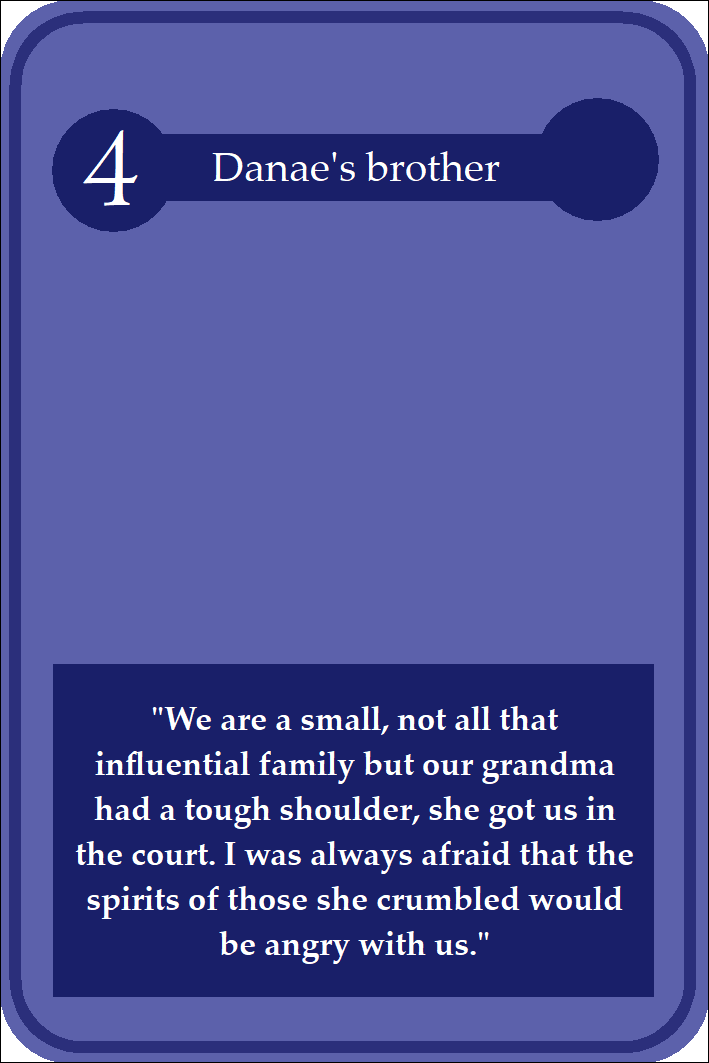 4
Danae's brother
"We are a small, not all that
influential family but our grandma
had a tough shoulder, she got us in
the court. I was always afraid that the
spirits of those she crumbled would
be angry with us."